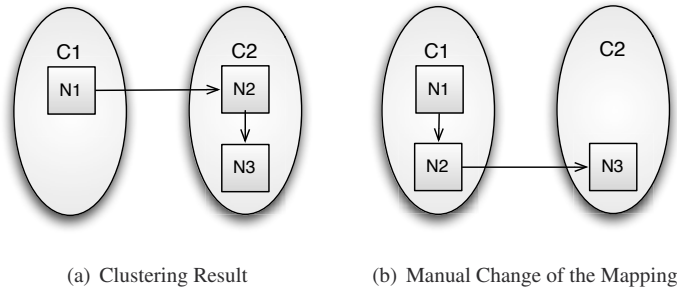 C1
C2
N1
N2
N3
(a) Clustering Result
C1
C2
N1
N2
N3
(b) Manual Change of the Mapping